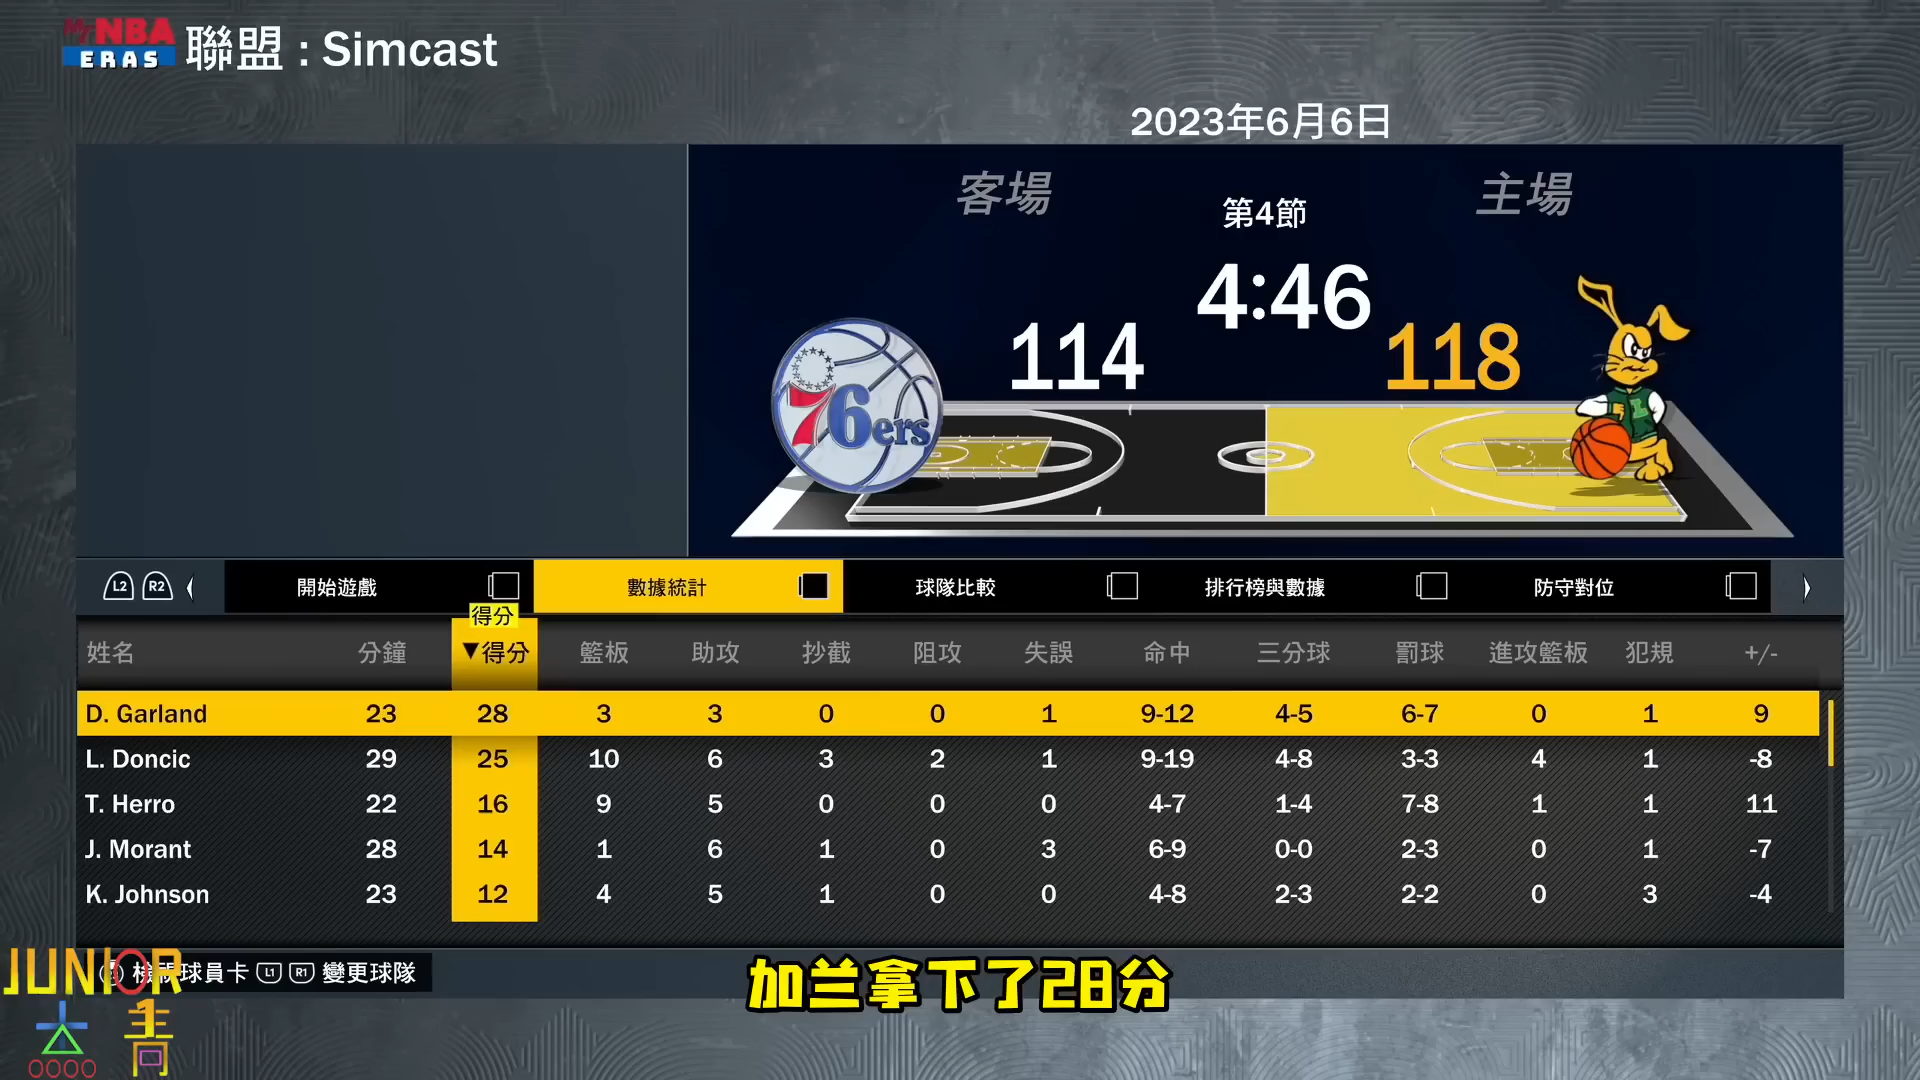 MyNBA ERAS 聯盟 : Simcast
2023年6月6日
客場
主場
第4節
4:46
114
118
76ers
L
L2 R2 開始遊戲 數據統計 球隊比較 排行榜與數據 防守對位
得分
姓名 分鐘 ▼得分 籃板 助攻 抄截 阻攻 失誤 命中 三分球 罰球 進攻籃板 犯規 +/-
D. Garland 23 28 3 3 0 0 1 9-12 4-5 6-7 0 1 9
L. Doncic 29 25 10 6 3 2 1 9-19 4-8 3-3 4 1 -8
T. Herro 22 16 9 5 0 0 0 4-7 1-4 7-8 1 1 11
J. Morant 28 14 1 6 1 0 3 6-9 0-0 2-3 0 1 -7
K. Johnson 23 12 4 5 1 0 0 4-8 2-3 2-2 0 3 -4
JUNIOR
球員卡 L1 R1 變更球隊
加兰拿下了28分